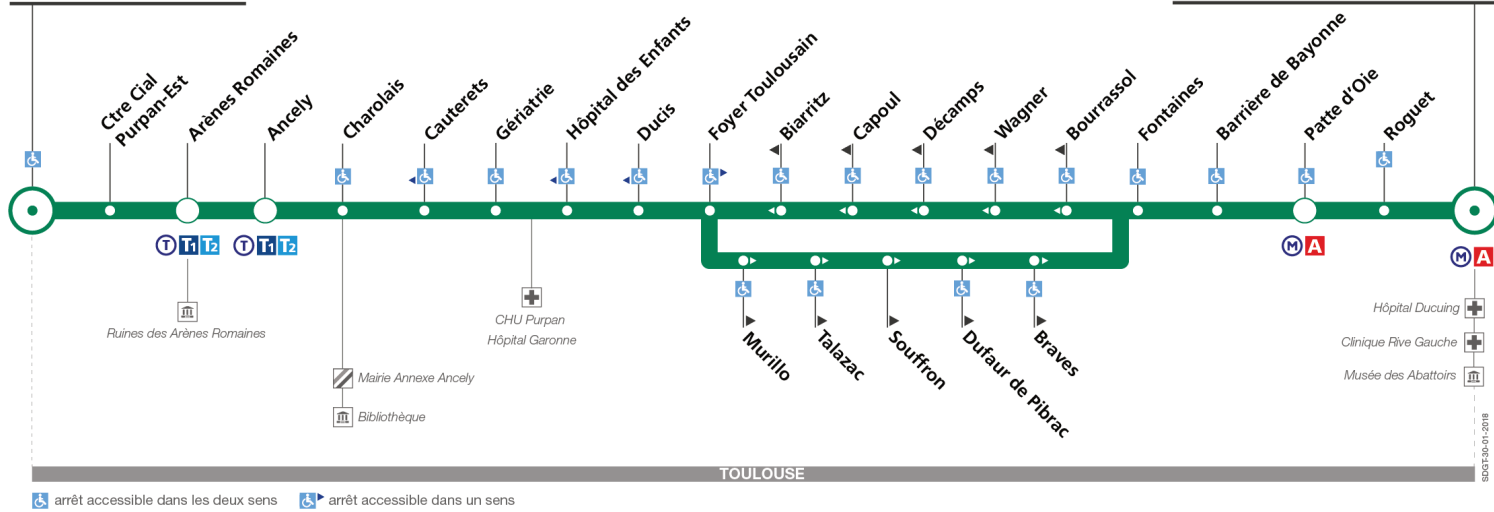 Ctre Cial
Purpan-Est
Arènes Romaines
Ancely
Charolais
Cauterets
Gériatrie
Hôpital des Enfants
Ducis
Foyer Toulousain
Biarritz
Capoul
Décamps
Wagner
Bourrassol
Fontaines
Barrière de Bayonne
Patte d'Oie
Roguet
T T1 T2
T T1 T2
M A
M A
Murillo
Talazac
Souffron
Dufaur de Pibrac
Braves
Ruines des Arènes Romaines
CHU Purpan
Hôpital Garonne
Mairie Annexe Ancely
Bibliothèque
Hôpital Ducuing
Clinique Rive Gauche
Musée des Abattoirs
SDGT-30-01-2018
TOULOUSE
arrêt accessible dans les deux sens
arrêt accessible dans un sens